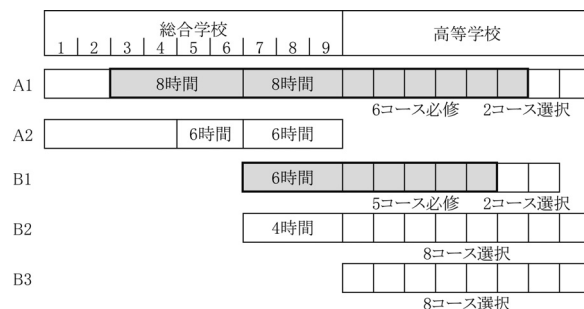 総合学校
高等学校
1 2 3 4 5 6 7 8 9
A1
8時間
8時間
6コース必修
2コース選択
A2
6時間
6時間
B1
6時間
5コース必修
2コース選択
B2
4時間
8コース選択
B3
8コース選択